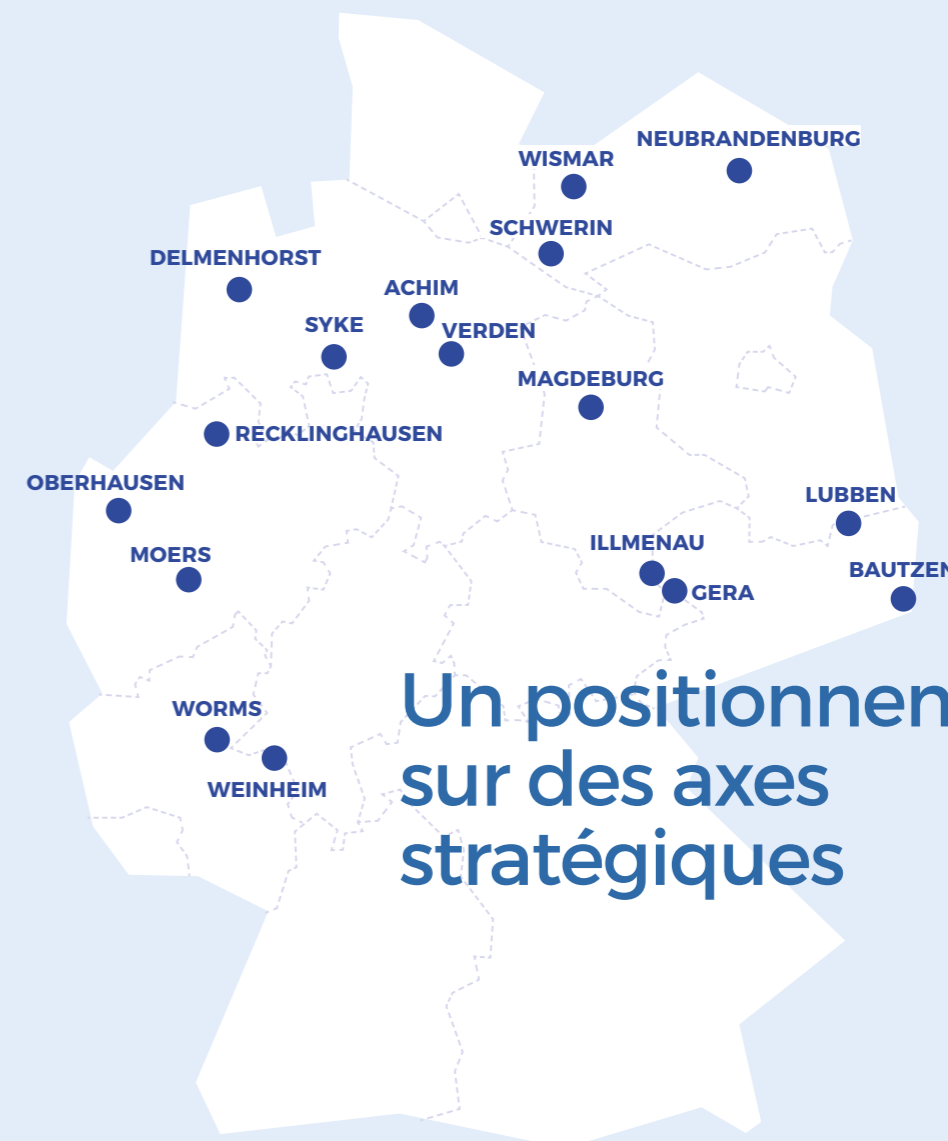 NEUBRANDENBURG
WISMAR
SCHWERIN
DELMENHORST
ACHIM
SYKE
VERDEN
MAGDEBURG
RECKLINGHAUSEN
OBERHAUSEN
LUBBEN
MOERS
ILLMENAU
BAUTZEN
GERA
Un positionnen
sur des axes
stratégiques
WORMS
WEINHEIM